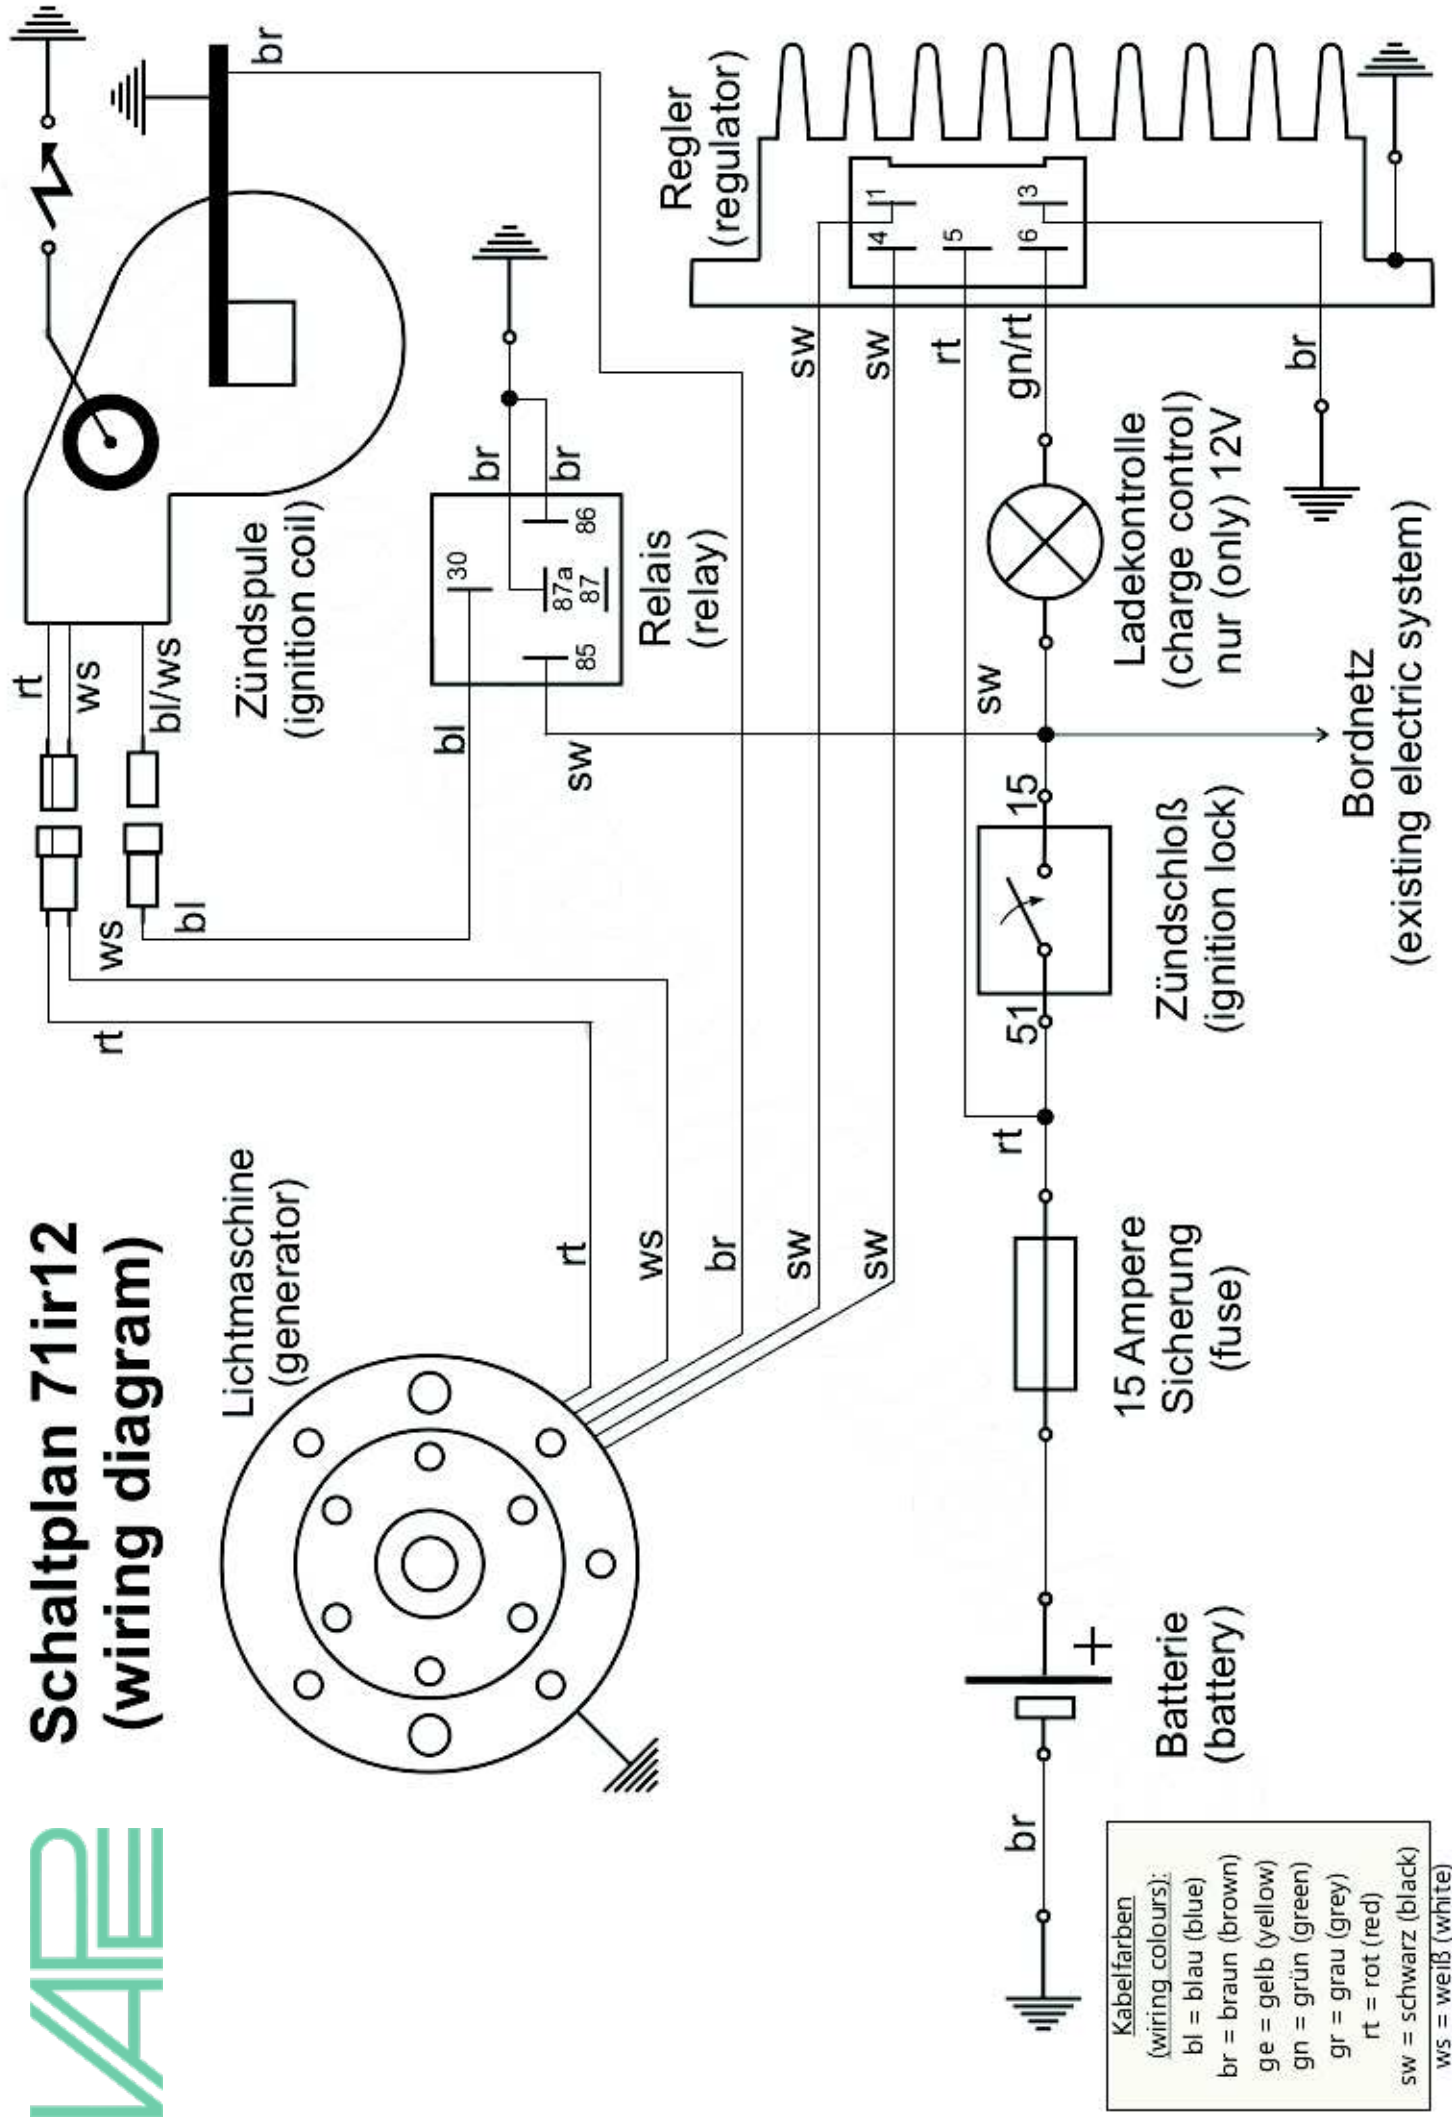 VAPE
Schaltplan 71ir12
(wiring diagram)
Lichtmaschine
(generator)
rt
ws
br
sw
sw
rt
ws
bl
rt
ws
bl/ws
rt
Zündspule
(ignition coil)
br
bl
sw
30
85
87a
87
86
br
br
Relais
(relay)
Regler
(regulator)
1
4
5
3
6
sw
sw
rt
gn/rt
br
Ladekontrolle
(charge control)
nur (only) 12V
sw
Bordnetz
(existing electric system)
15
51
Zündschloß
(ignition lock)
rt
15 Ampere
Sicherung
(fuse)
+
Batterie
(battery)
br
Kabelfarben
(wiring colours):
bl = blau (blue)
br = braun (brown)
ge = gelb (yellow)
gn = grün (green)
gr = grau (grey)
rt = rot (red)
sw = schwarz (black)
ws = weiß (white)